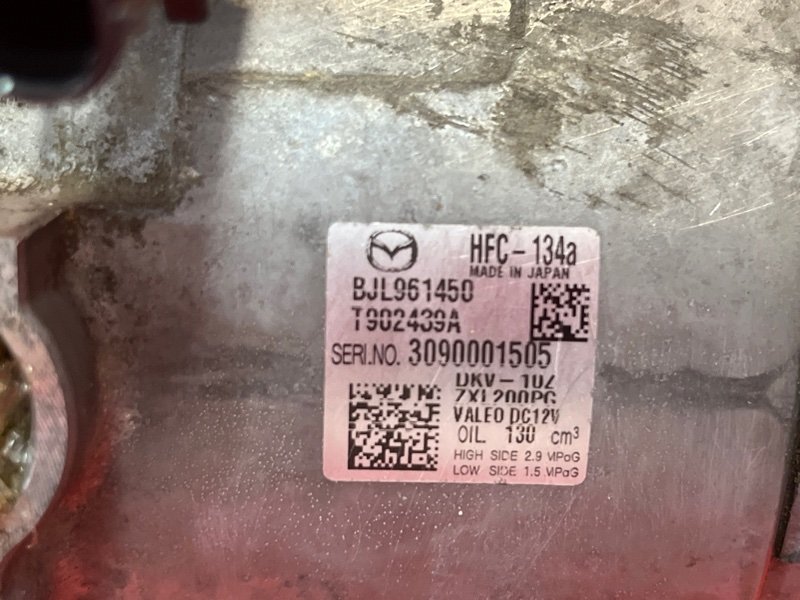 HFC-134a
MADE IN JAPAN
BJL961450
T902439A
SERI.NO. 3090001505
DKV-10Z
ZXL200PG
VALEO DC12V
OIL 130 cm³
HIGH SIDE 2.9 MPaG
LOW SIDE 1.5 MPaG